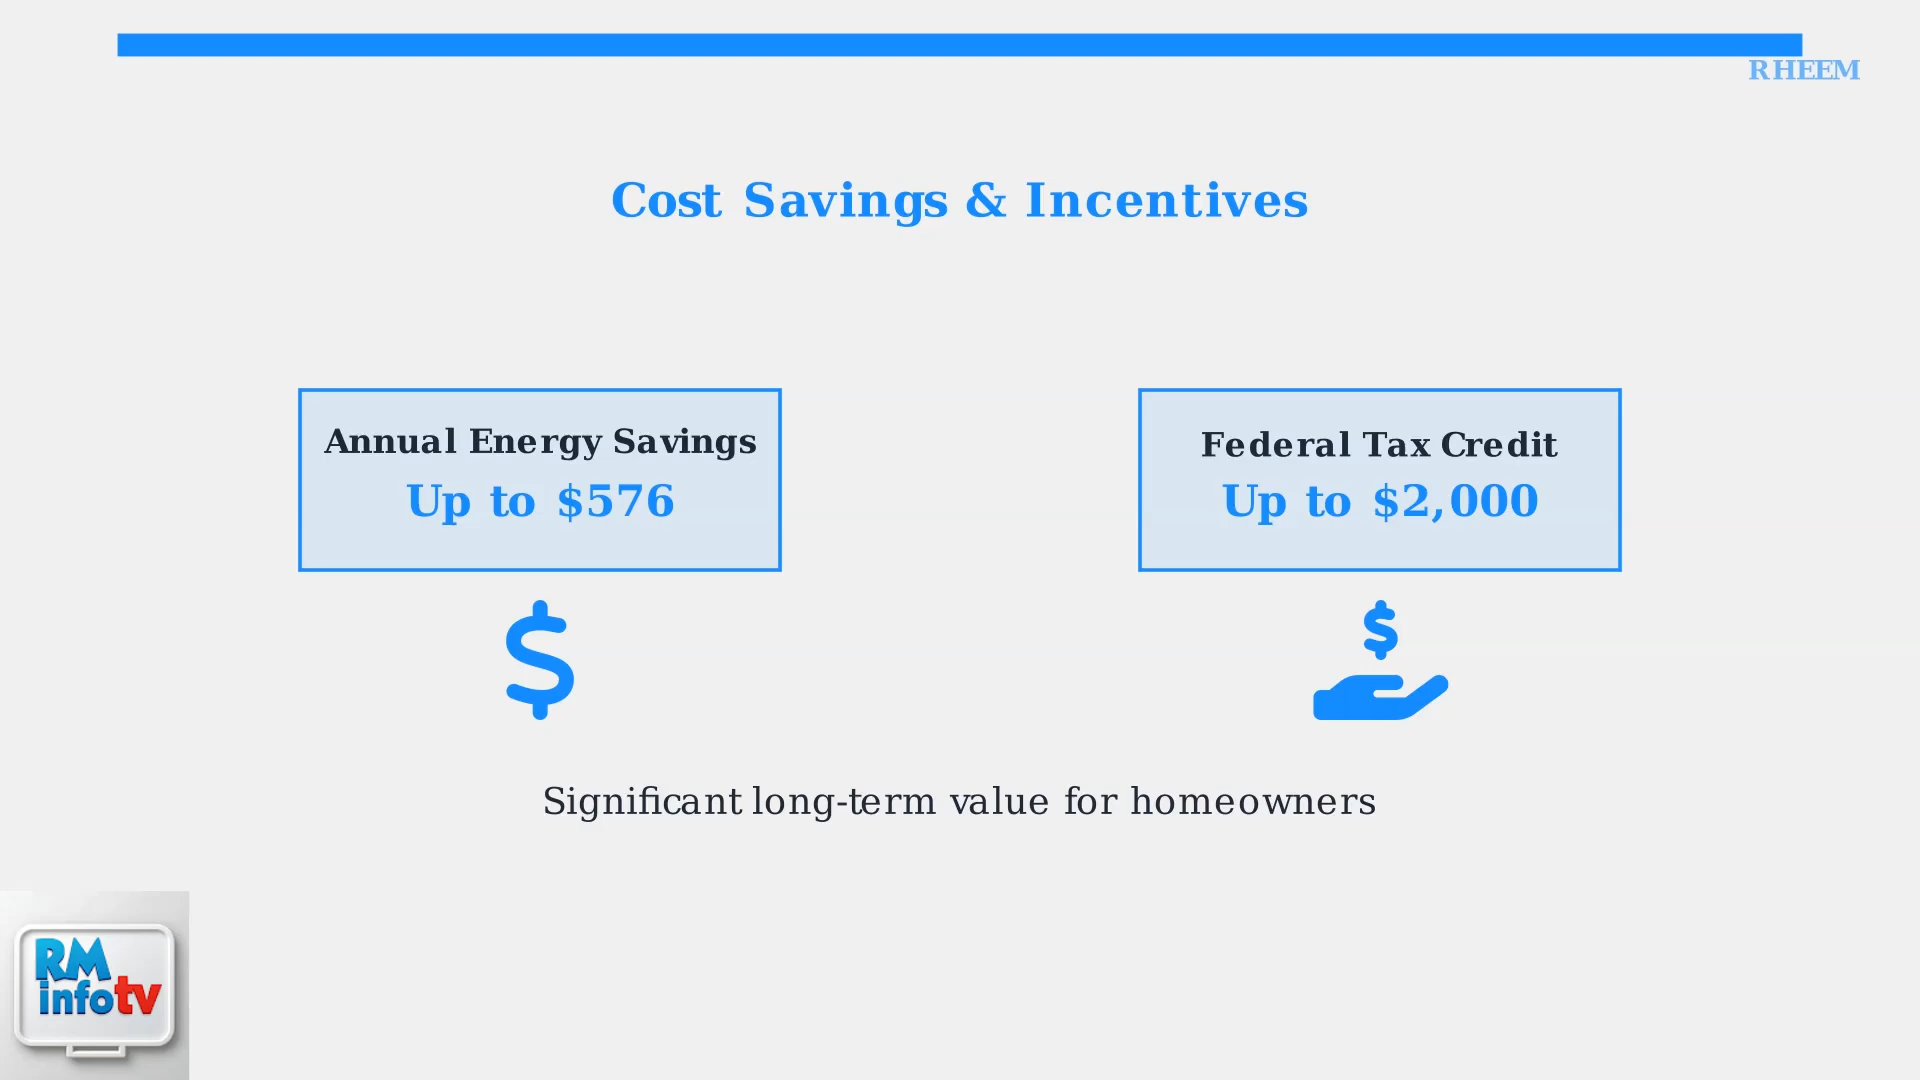 RHEEM
Cost Savings & Incentives
Annual Energy Savings
Up to $576
Federal Tax Credit
Up to $2,000
Significant long-term value for homeowners
RM
infotv